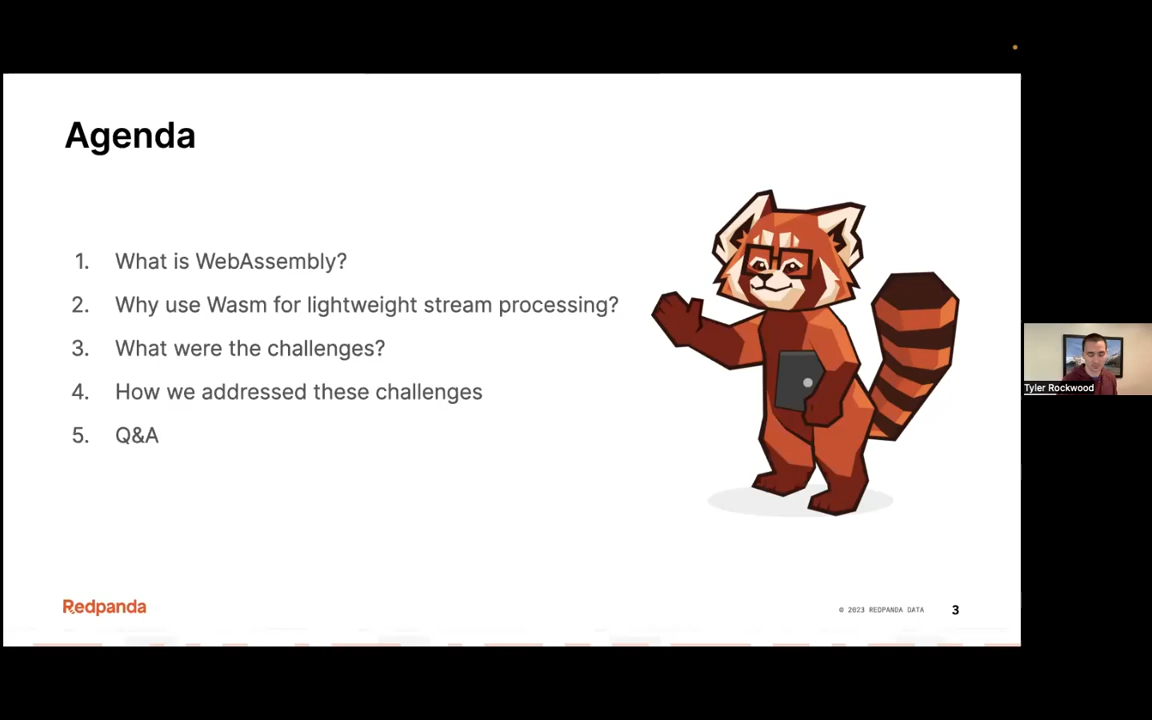 Agenda
1. What is WebAssembly?
2. Why use Wasm for lightweight stream processing?
3. What were the challenges?
4. How we addressed these challenges
5. Q&A
Tyler Rockwood
Redpanda
© 2023 REDPANDA DATA
3